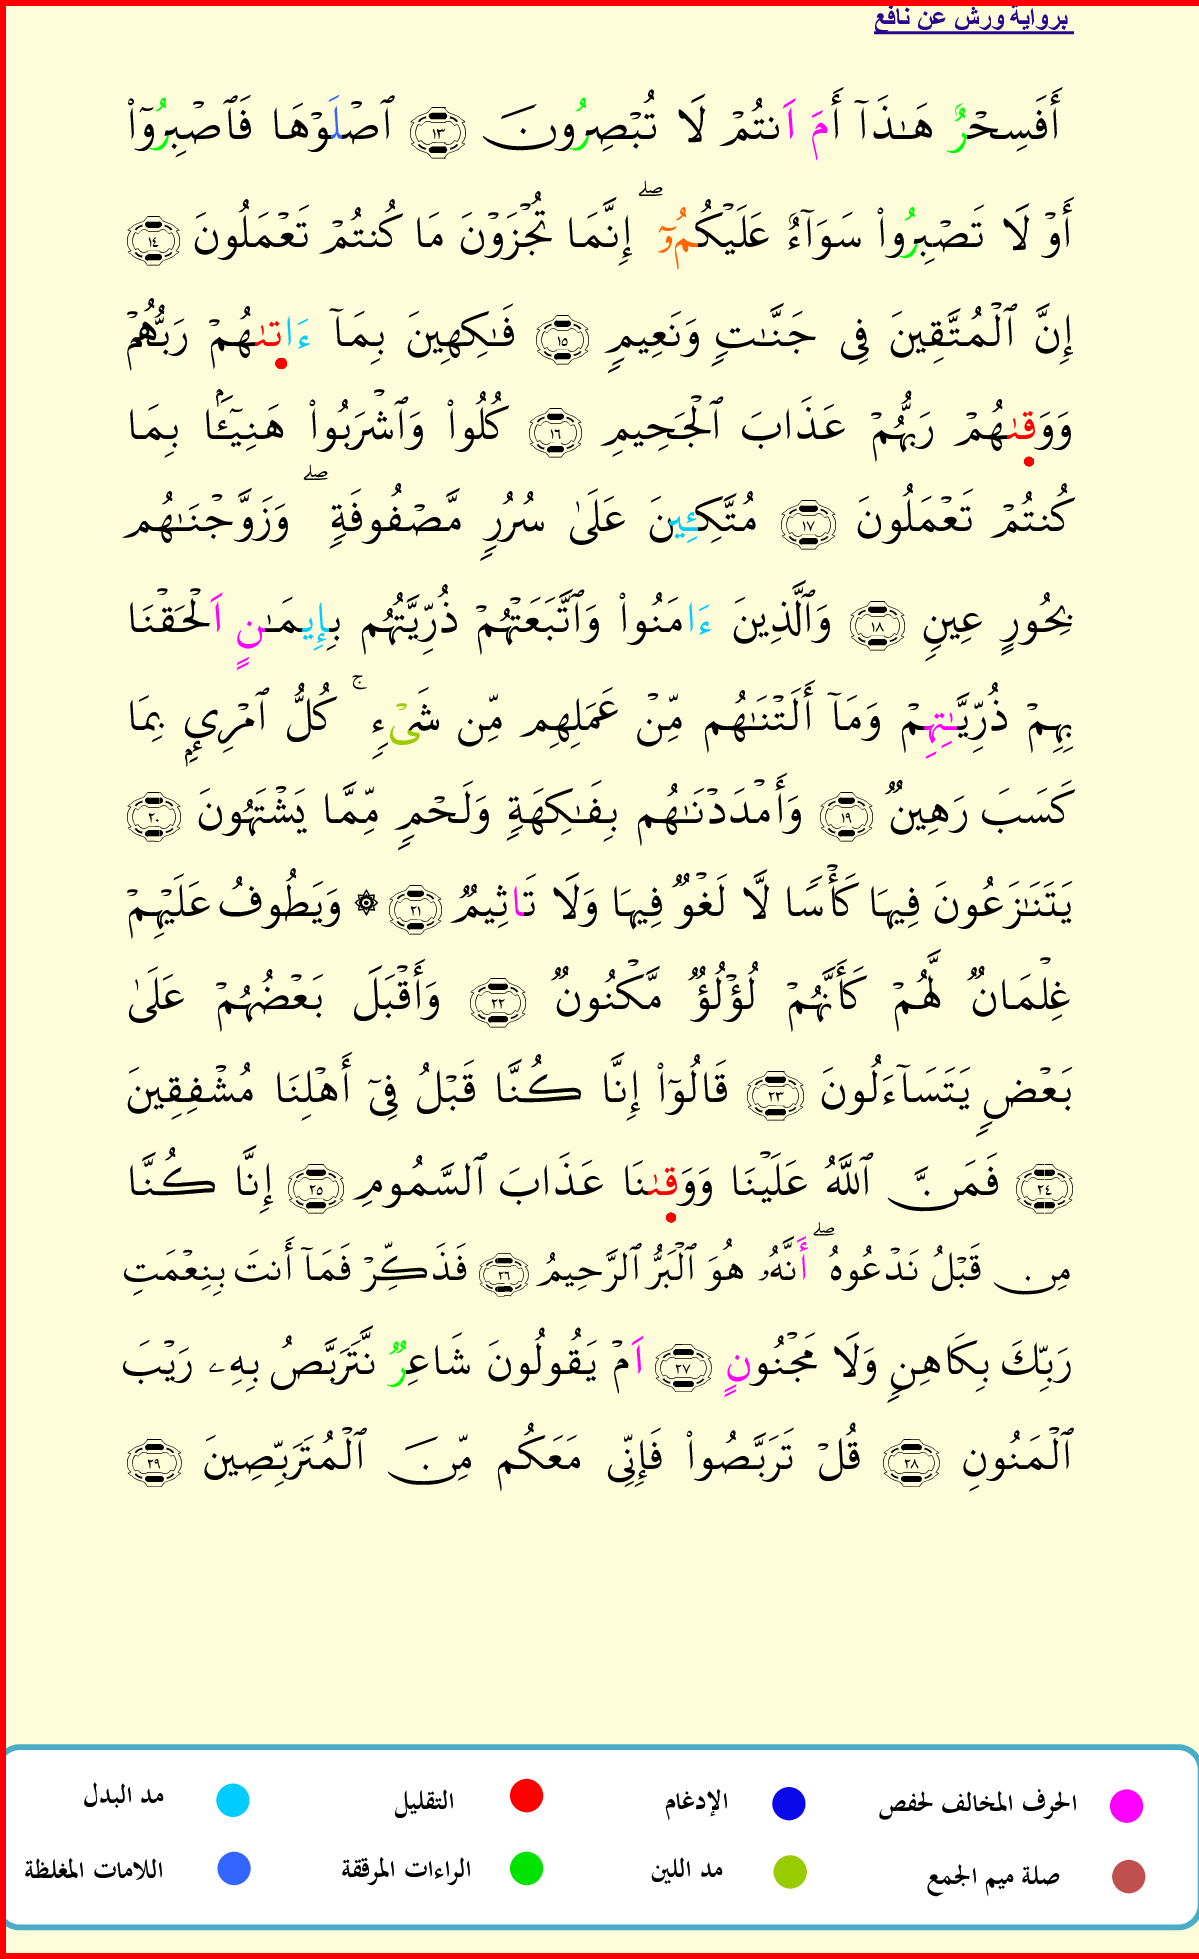 برواية ورش عن نافع
أَفَسِحْرٌ هَـٰذَآ أَمَ اَنتُمْ لَا تُبْصِرُونَ ١٣ اَصْلَوْهَا فَاَصْبِرُوٓا۟
أَوْ لَا تَصْبِرُوا۟ سَوَآءٌ عَلَيْكُمُۥٓ ۖ إِنَّمَا تُجْزَوْنَ مَا كُنتُمْ تَعْمَلُونَ ١٤
إِنَّ اَ۬لْمُتَّقِينَ فِى جَنَّـٰتٍ وَنَعِيمٍ ١٥ فَـٰكِهِينَ بِمَآ ءَاتىٰهُمْ رَبُّهُمْ
وَوَقىٰهُمْ رَبُّهُمْ عَذَابَ اَ۬لْجَحِيمِ ١٦ كُلُوا۟ وَاشْرَبُوا۟ هَنِيٓـًٔۢا بِمَا
كُنتُمْ تَعْمَلُونَ ١٧ مُتَّكِـِٔينَ عَلَىٰ سُرُرٍ مَّصْفُوفَةٍ ۖ وَزَوَّجْنَـٰهُم
بِحُورٍ عِينٍ ١٨ وَالَّذِينَ ءَامَنُوا۟ وَاتَّبَعَتْهُمْ ذُرِّيَّتُهُم بِإِيمَـٰنٍ اَلْحَقْنَا
بِهِمْ ذُرِّيَّـٰتِهِمْ وَمَآ أَلَتْنَـٰهُم مِّنْ عَمَلِهِم مِّن شَىْءٍ ۚ كُلُّ اُ۪مْرِيٕۢ بِمَا
كَسَبَ رَهِينٌ ١٩ وَأَمْدَدْنَـٰهُم بِفَـٰكِهَةٍ وَلَحْمٍ مِّمَّا يَشْتَهُونَ ٢٠
يَتَنَـٰزَعُونَ فِيهَا كَأْسًا لَّا لَغْوٌ فِيهَا وَلَا تَاثِيمٌ ٢١ ۞ وَيَطُوفُ عَلَيْهِمْ
غِلْمَانٌ لَّهُمْ كَأَنَّهُمْ لُؤْلُؤٌ مَّكْنُونٌ ٢٢ وَأَقْبَلَ بَعْضُهُمْ عَلَىٰ
بَعْضٍ يَتَسَآءَلُونَ ٢٣ قَالُوٓا۟ إِنَّا كُنَّا قَبْلُ فِىٓ أَهْلِنَا مُشْفِقِينَ
٢٤ فَمَنَّ اَ۬للَّهُ عَلَيْنَا وَوَقىٰنَا عَذَابَ اَ۬لسَّمُومِ ٢٥ إِنَّا كُنَّا
مِن قَبْلُ نَدْعُوهُ ۖ أَنَّهُۥ هُوَ اَ۬لْبَرُّ اُ۬لرَّحِيمُ ٢٦ فَذَكِّرْ فَمَآ أَنتَ بِنِعْمَتِ
رَبِّكَ بِكَاهِنٍ وَلَا مَجْنُونٍ ٢٧ اَمْ يَقُولُونَ شَاعِرٌ نَّتَرَبَّصُ بِهِۦ رَيْبَ
اَ۬لْمَنُونِ ٢٨ قُلْ تَرَبَّصُوا۟ فَإِنِّى مَعَكُم مِّنَ اَ۬لْمُتَرَبِّصِينَ ٢٩
الحرف المخالف لحفص الإدغام التقليل مد البدل
صلة ميم الجمع مد اللين الراءات المرققة اللامات المغلظة